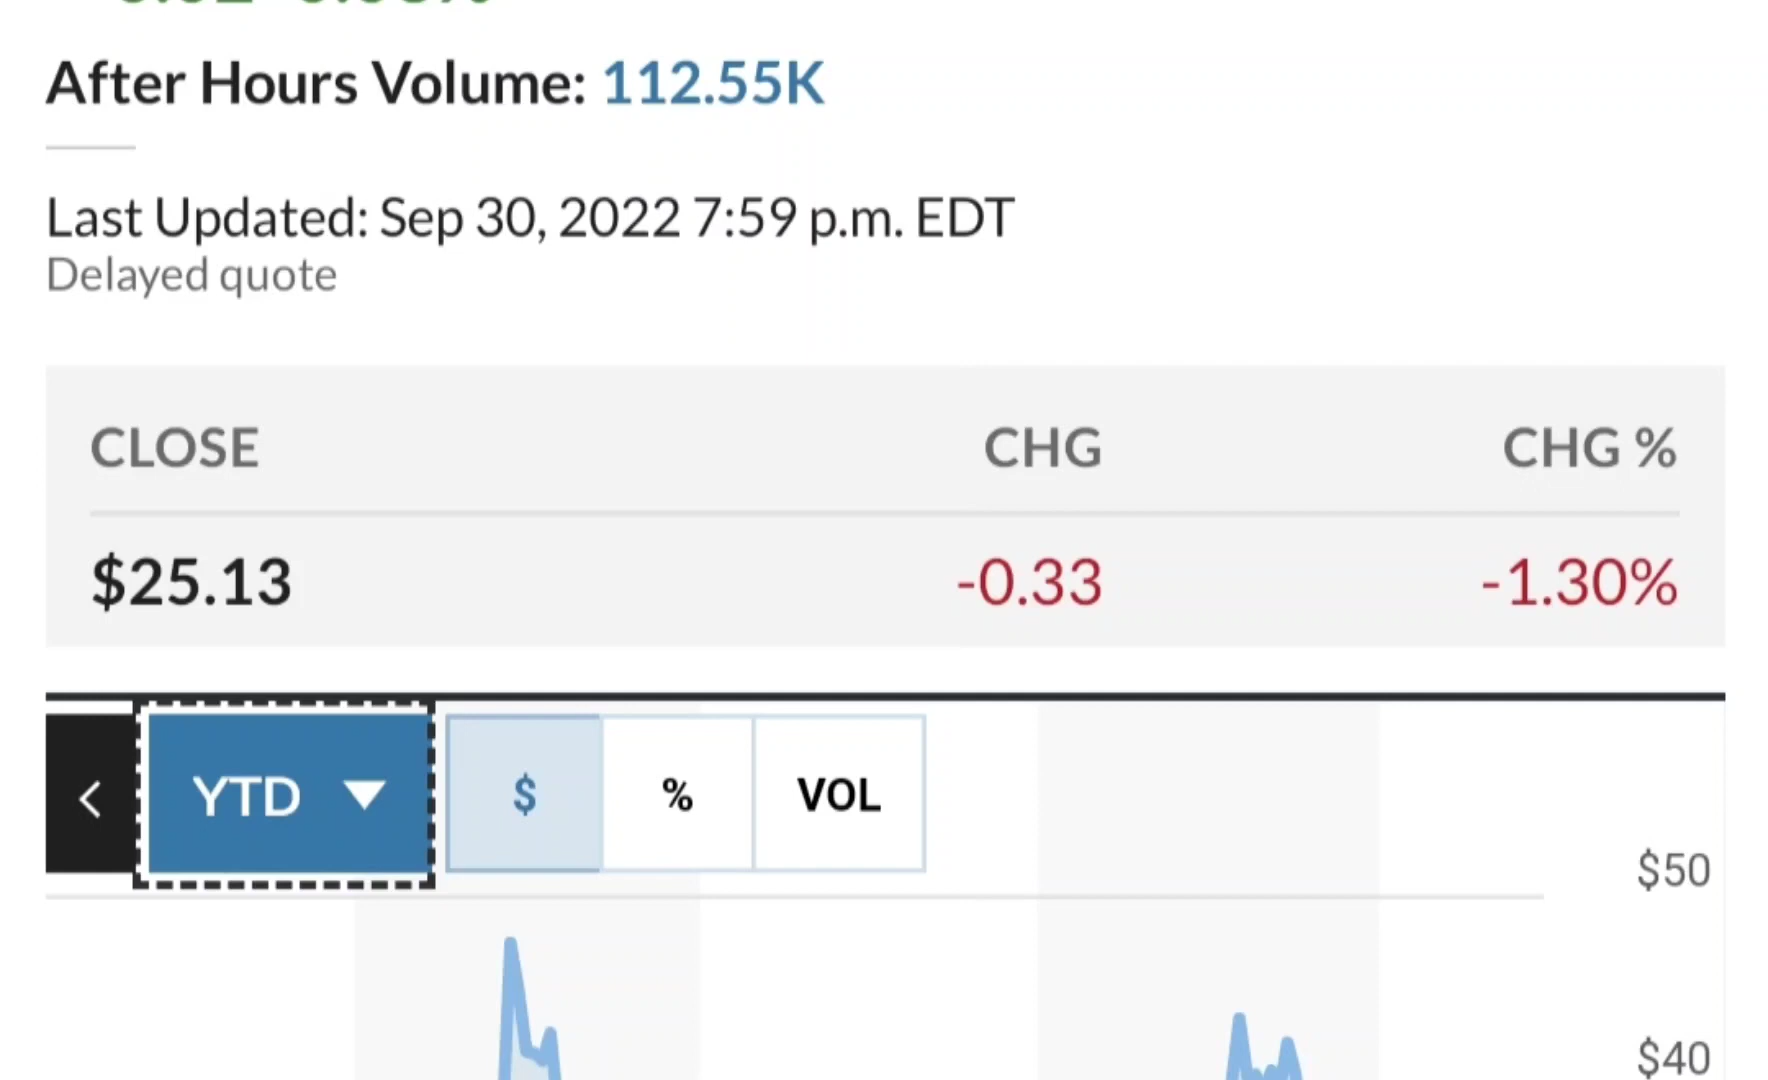 After Hours Volume: 112.55K
Last Updated: Sep 30, 2022 7:59 p.m. EDT
Delayed quote
CLOSE CHG CHG %
$25.13 -0.33 -1.30%
YTD $ % VOL
$50
$40